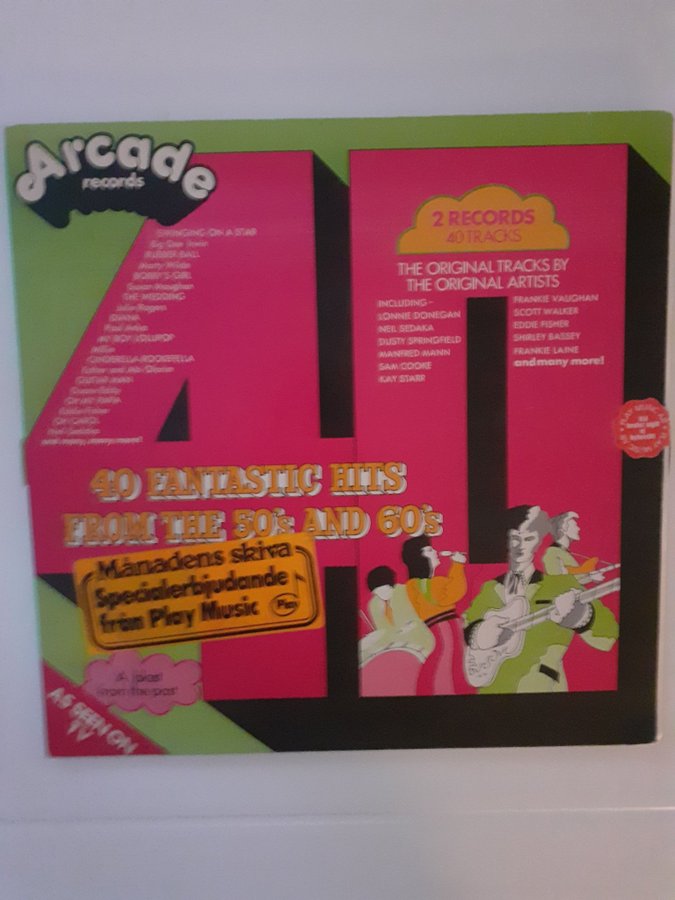 Arcade
records
SWINGING ON A STAR
Big Dee Irwin
RUBBER BALL
Marty Wilde
BOBBY'S GIRL
Susan Maughan
THE WEDDING
Julie Rogers
DIANA
Paul Anka
MY BOY LOLLIPOP
Millie
CINDERELLA ROCKEFELLA
Esther and Abi Ofarim
GUITAR MAN
Duane Eddy
OH MY PAPA
Eddie Fisher
OH CAROL
Neil Sedaka
and many, many more!
40
2 RECORDS
40 TRACKS
THE ORIGINAL TRACKS BY
THE ORIGINAL ARTISTS
INCLUDING –
LONNIE DONEGAN
NEIL SEDAKA
DUSTY SPRINGFIELD
MANFRED MANN
SAM COOKE
KAY STARR
FRANKIE VAUGHAN
SCOTT WALKER
EDDIE FISHER
SHIRLEY BASSEY
FRANKIE LAINE
and many more!
40 FANTASTIC HITS
FROM THE 50's AND 60's
Månadens skiva
Specialerbjudande
från Play Music
Play
A blast
from the past
AS SEEN ON
TV